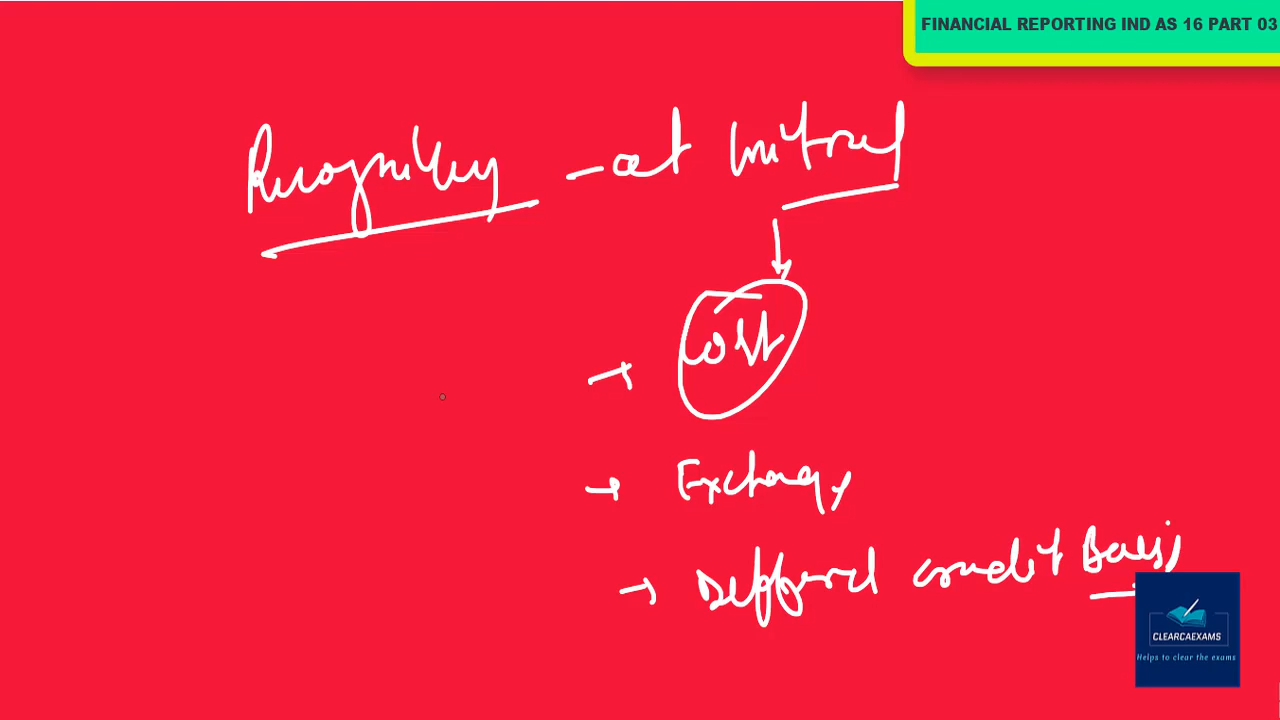 FINANCIAL REPORTING IND AS 16 PART 03
Recognition - at initial
Cost
→ Exchange
→ Deffered credit Basis
CLEARCAEXAMS
Helps to clear the exams